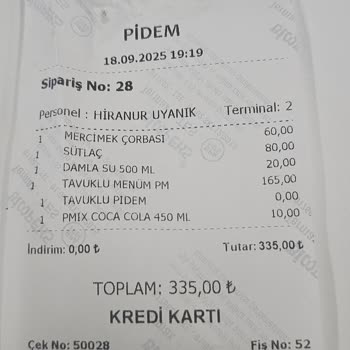 PİDEM
18.09.2025 19:19
Sipariş No: 28
Personel : HİRANUR UYANIK Terminal: 2
1 MERCİMEK ÇORBASI 60,00
1 SÜTLAÇ 80,00
1 DAMLA SU 500 ML 20,00
1 TAVUKLU MENÜM PM 165,00
1 TAVUKLU PİDEM 0,00
1 PMIX COCA COLA 450 ML 10,00
İndirim: 0,00 ₺ Tutar: 335,00 ₺
TOPLAM: 335,00 ₺
KREDİ KARTI
Çek No: 50028 Fiş No: 52